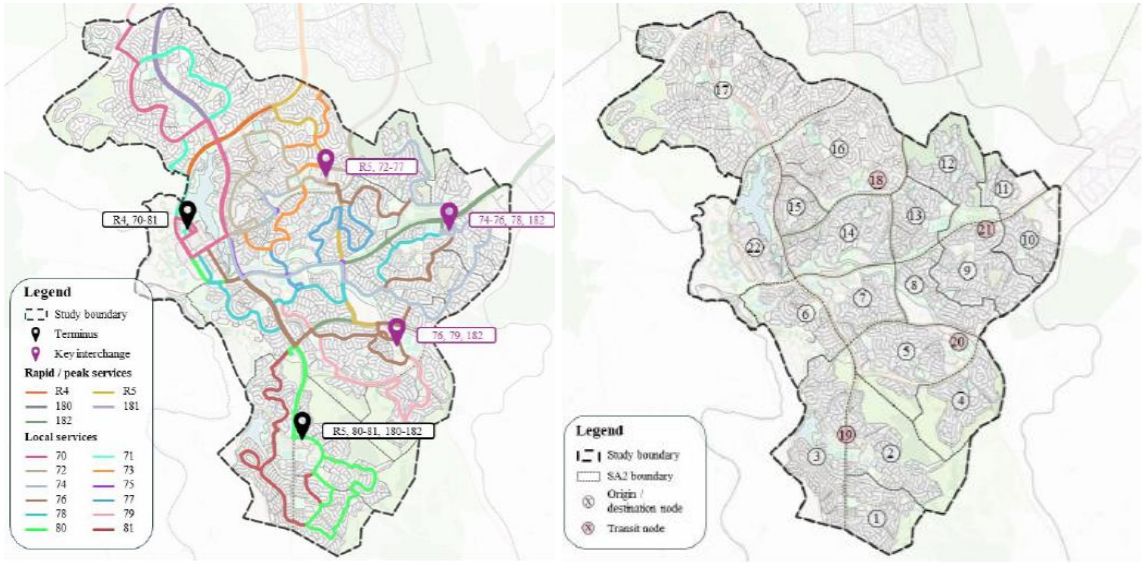 R5, 72-77
R4, 70-81
74-76, 78, 182
76, 79, 182
R5, 80-81, 180-182
Legend
Study boundary
Terminus
Key interchange
Rapid / peak services
R4 R5
180 181
182
Local services
70 71
72 73
74 75
76 77
78 79
80 81
17
16
12
18
11
15
13
14
21
10
22
9
8
7
6
20
5
4
19
3
2
1
Legend
Study boundary
SA2 boundary
X Origin /
destination node
X Transit node